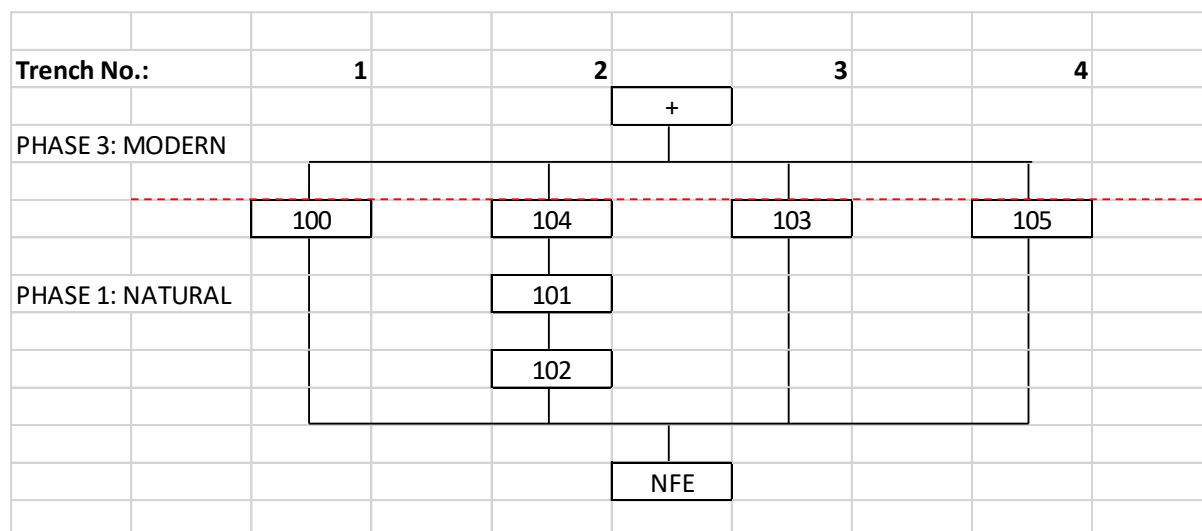 Trench No.: 1 2 3 4
+
PHASE 3: MODERN
100 104 103 105
PHASE 1: NATURAL 101
102
NFE